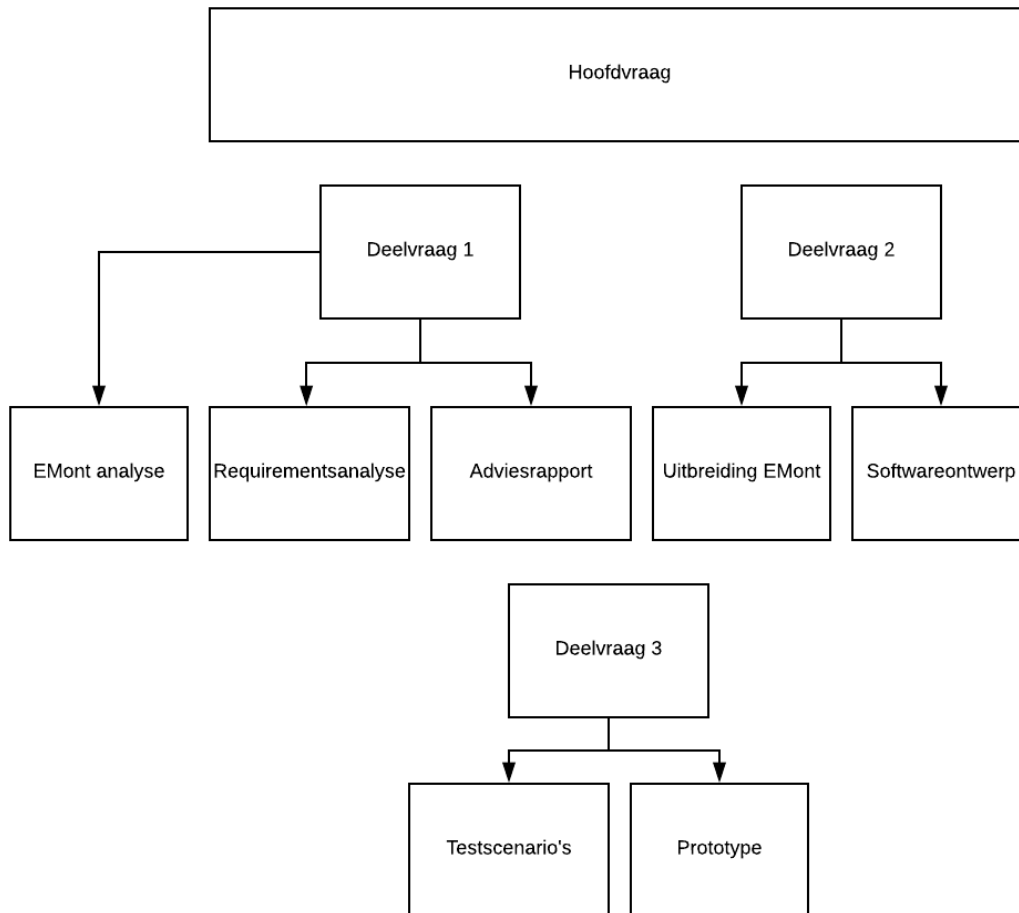 Hoofdvraag
Deelvraag 1
Deelvraag 2
EMont analyse
Requirementsanalyse
Adviesrapport
Uitbreiding EMont
Softwareontwerp
Deelvraag 3
Testscenario's
Prototype